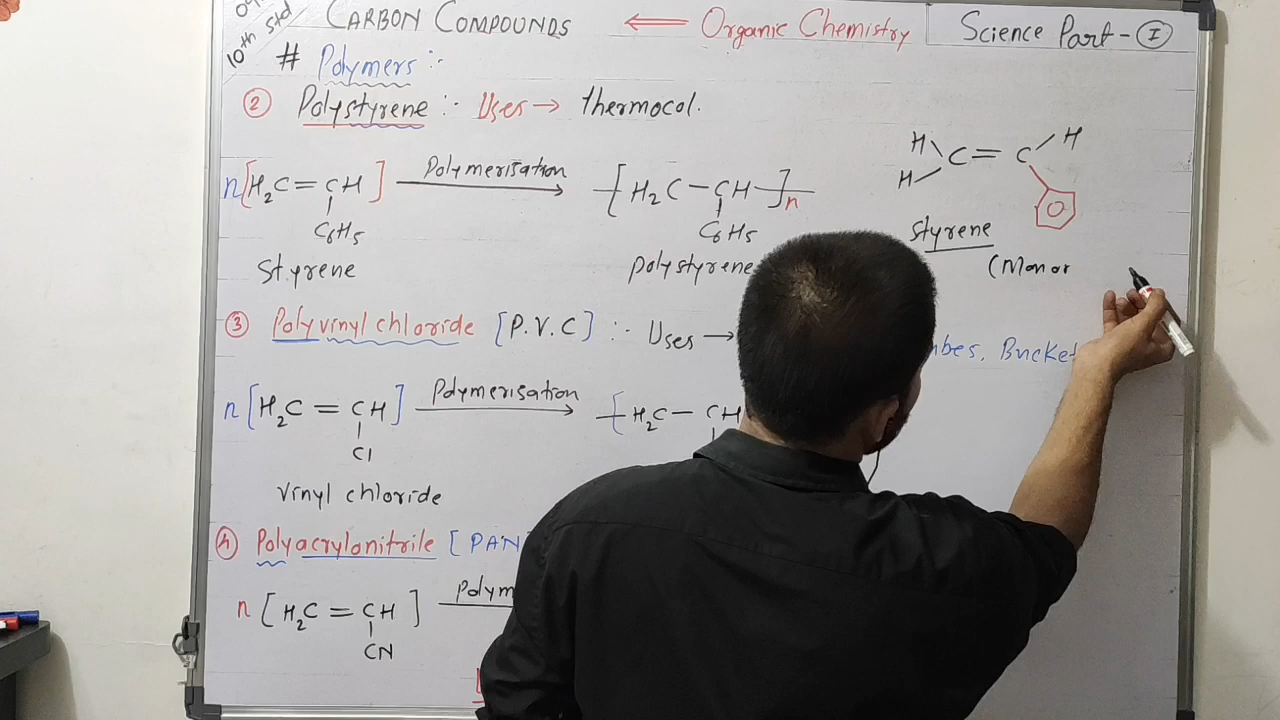 CARBON COMPOUNDS ⟸ Organic Chemistry Science Part - I
10th std
# Polymers :-
2 Polystyrene :- Uses → thermocol.
n[H2C = CH] Polymerisation [H2C - CH]n
C6H5 C6H5
Styrene polystyrene
H H
C = C
H
Styrene
(Monor
3 Polyvinyl chloride [P.V.C] :- Uses → Bucket
n[H2C = CH] Polymerisation [H2C - CH
Cl
Vinyl chloride
4 Polyacrylonitrile [PAN
n[H2C = CH] Polym
CN